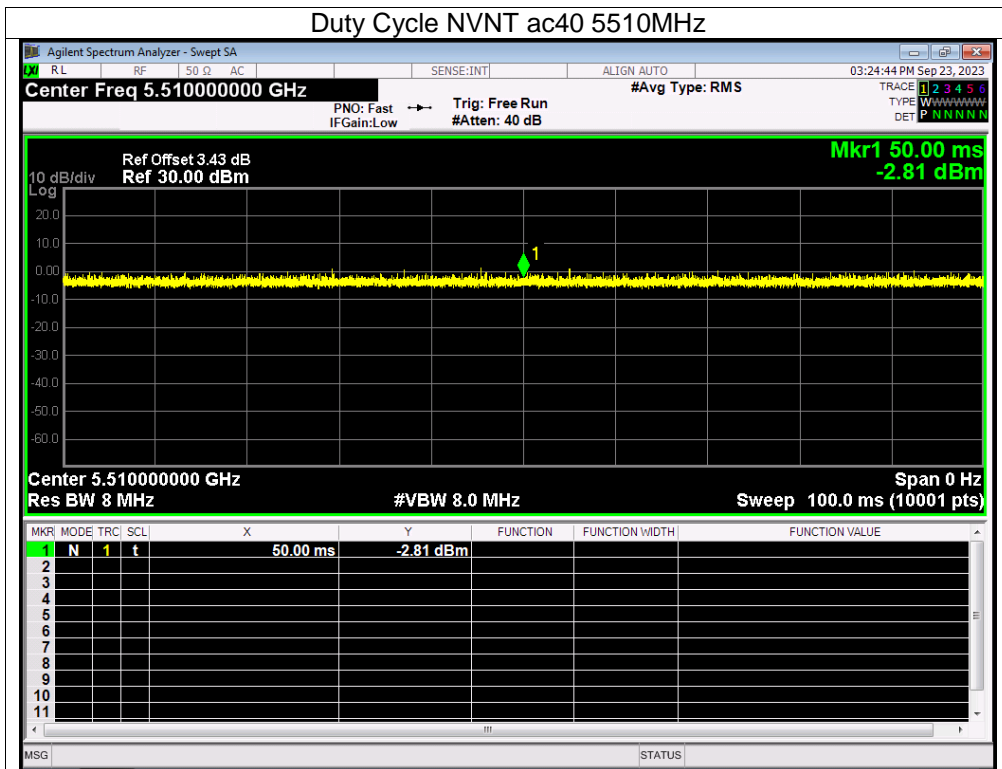 Duty Cycle NVNT ac40 5510MHz
Agilent Spectrum Analyzer - Swept SA
LXI RL RF 50 Ω AC SENSE:INT ALIGN AUTO 03:24:44 PM Sep 23, 2023
Center Freq 5.510000000 GHz #Avg Type: RMS TRACE 1 2 3 4 5 6
PNO: Fast Trig: Free Run TYPE WWWWWW
IFGain:Low #Atten: 40 dB DET P N N N N N
Mkr1 50.00 ms
Ref Offset 3.43 dB
10 dB/div Ref 30.00 dBm -2.81 dBm
Log
20.0
10.0
1
0.00
-10.0
-20.0
-30.0
-40.0
-50.0
-60.0
Center 5.510000000 GHz Span 0 Hz
Res BW 8 MHz #VBW 8.0 MHz Sweep 100.0 ms (10001 pts)
MKR MODE TRC SCL X Y FUNCTION FUNCTION WIDTH FUNCTION VALUE
1 N 1 t 50.00 ms -2.81 dBm
2
3
4
5
6
7
8
9
10
11
MSG STATUS